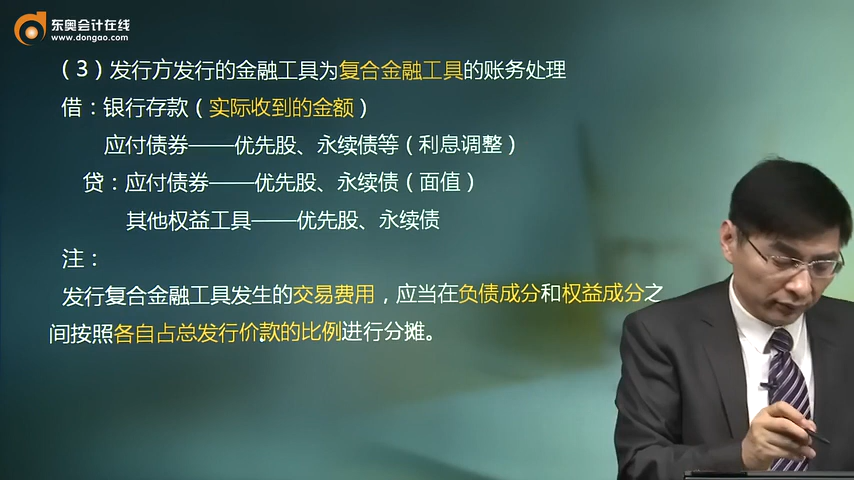 东奥会计在线
www.dongao.com
（3）发行方发行的金融工具为复合金融工具的账务处理
借：银行存款（实际收到的金额）
应付债券——优先股、永续债等（利息调整）
贷：应付债券——优先股、永续债（面值）
其他权益工具——优先股、永续债
注：
发行复合金融工具发生的交易费用，应当在负债成分和权益成分之
间按照各自占总发行价款的比例进行分摊。